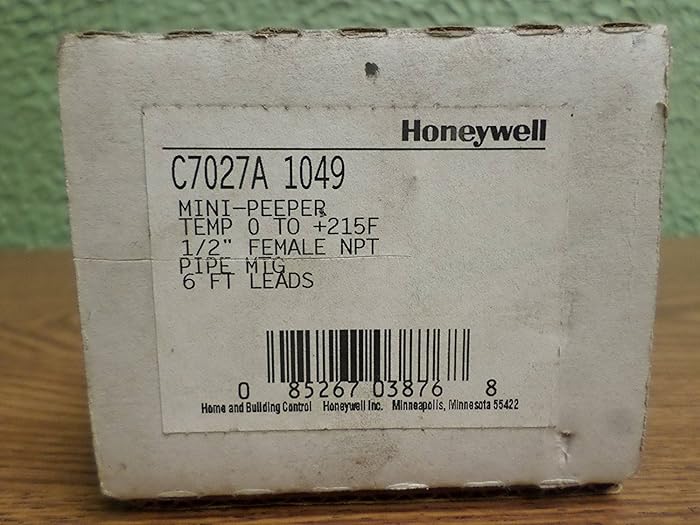 Honeywell
C7027A 1049
MINI-PEEPER
TEMP 0 TO +215F
1/2" FEMALE NPT
PIPE MTG
6 FT LEADS
0 85267 03876 8
Home and Building Control Honeywell Inc. Minneapolis, Minnesota 55422